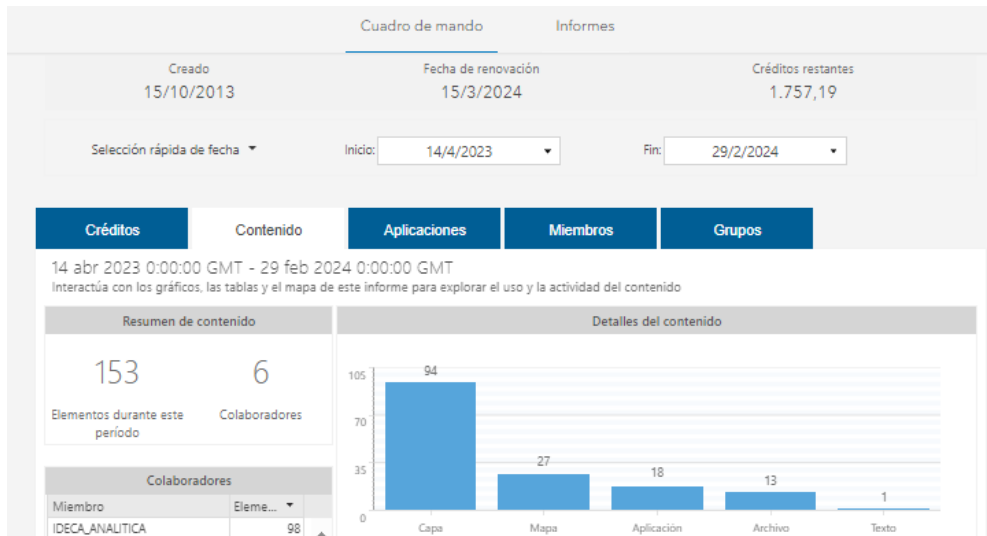 Cuadro de mando Informes
Creado Fecha de renovación Créditos restantes
15/10/2013 15/3/2024 1.757,19
Selección rápida de fecha Inicio: 14/4/2023 Fin: 29/2/2024
Créditos Contenido Aplicaciones Miembros Grupos
14 abr 2023 0:00:00 GMT - 29 feb 2024 0:00:00 GMT
Interactúa con los gráficos, las tablas y el mapa de este informe para explorar el uso y la actividad del contenido
Resumen de contenido
153 6
Elementos durante este período Colaboradores
Colaboradores
Miembro Eleme...
IDECA_ANALITICA 98
Detalles del contenido
105
70
35
0
94
27
18
13
1
Capa Mapa Aplicación Archivo Texto